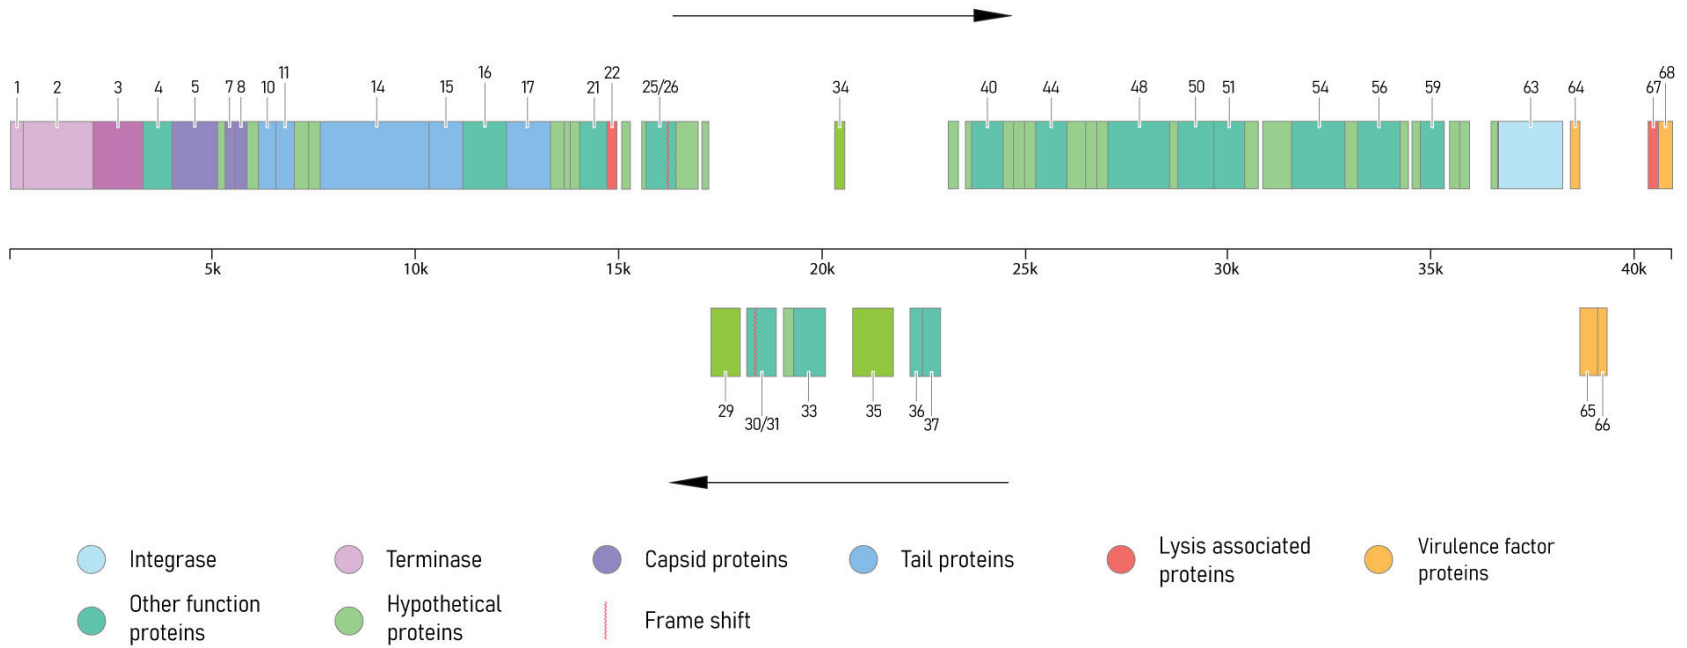 1 2 3 4 5 7 8 10 11 14 15 16 17 21 22 25/26 34 40 44 48 50 51 54 56 59 63 64 67 68
5k 10k 15k 20k 25k 30k 35k 40k
29 30/31 33 35 36 37 65 66
Integrase
Terminase
Capsid proteins
Tail proteins
Lysis associated
proteins
Virulence factor
proteins
Other function
proteins
Hypothetical
proteins
Frame shift